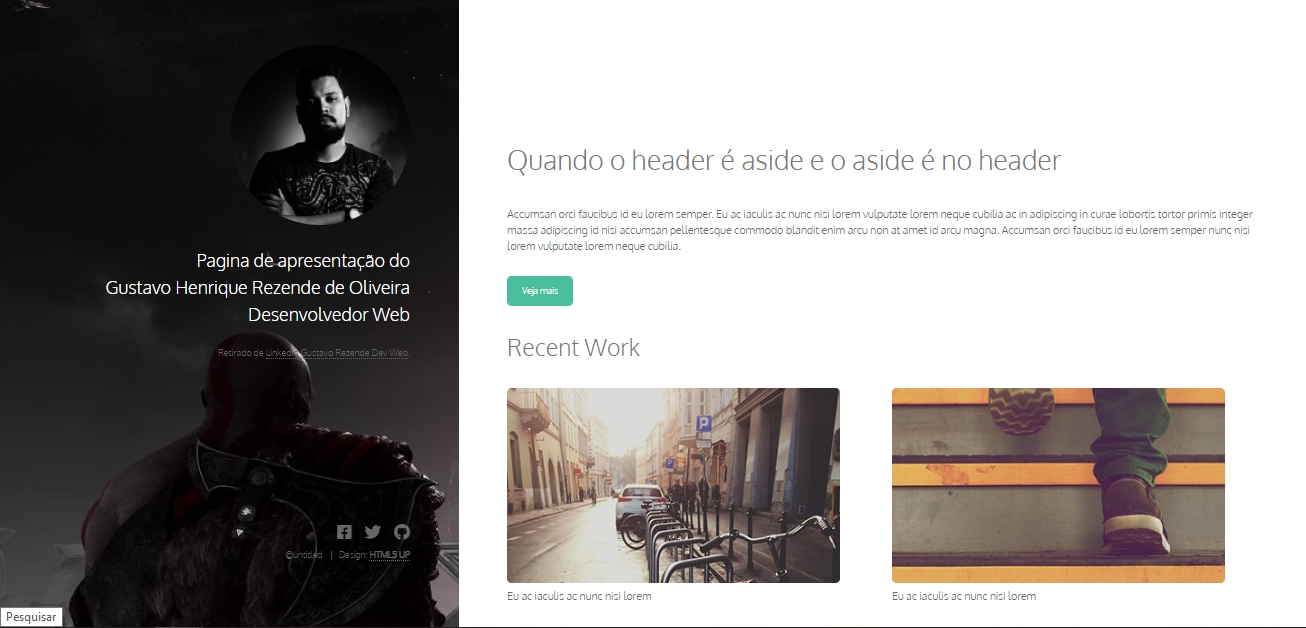 Pagina de apresentação do
Gustavo Henrique Rezende de Oliveira
Desenvolvedor Web
Retirado de Linkedin Gustavo Rezende Dev Web.
©untitled | Design: HTML5 UP
Pesquisar
Quando o header é aside e o aside é no header
Accumsan orci faucibus id eu lorem semper. Eu ac iaculis ac nunc nisi lorem vulputate lorem neque cubilia ac in adipiscing in curae lobortis tortor primis integer
massa adipiscing id nisi accumsan pellentesque commodo blandit enim arcu non at amet id arcu magna. Accumsan orci faucibus id eu lorem semper nunc nisi
lorem vulputate lorem neque cubilia.
Veja mais
Recent Work
P
P
Eu ac iaculis ac nunc nisi lorem
Eu ac iaculis ac nunc nisi lorem